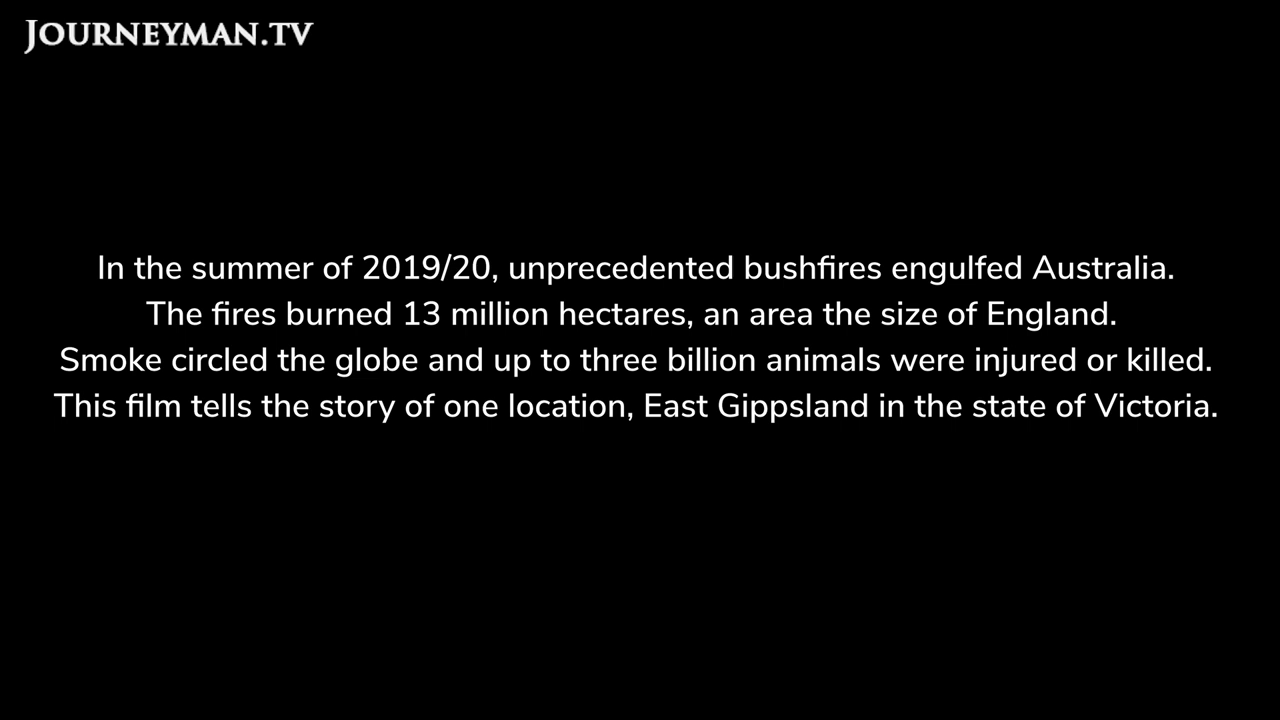 JOURNEYMAN.TV
In the summer of 2019/20, unprecedented bushfires engulfed Australia.
The fires burned 13 million hectares, an area the size of England.
Smoke circled the globe and up to three billion animals were injured or killed.
This film tells the story of one location, East Gippsland in the state of Victoria.